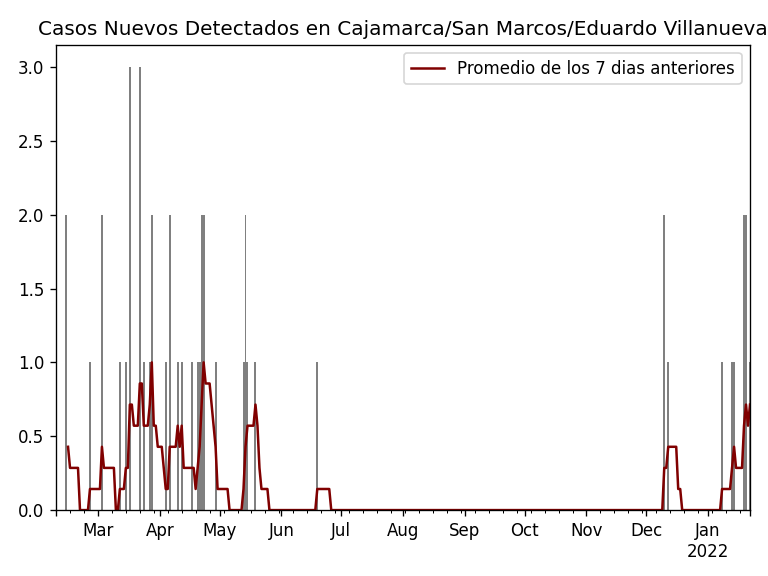 Casos Nuevos Detectados en Cajamarca/San Marcos/Eduardo Villanueva
Promedio de los 7 dias anteriores
3.0
2.5
2.0
1.5
1.0
0.5
0.0
Mar Apr May Jun Jul Aug Sep Oct Nov Dec Jan
2022